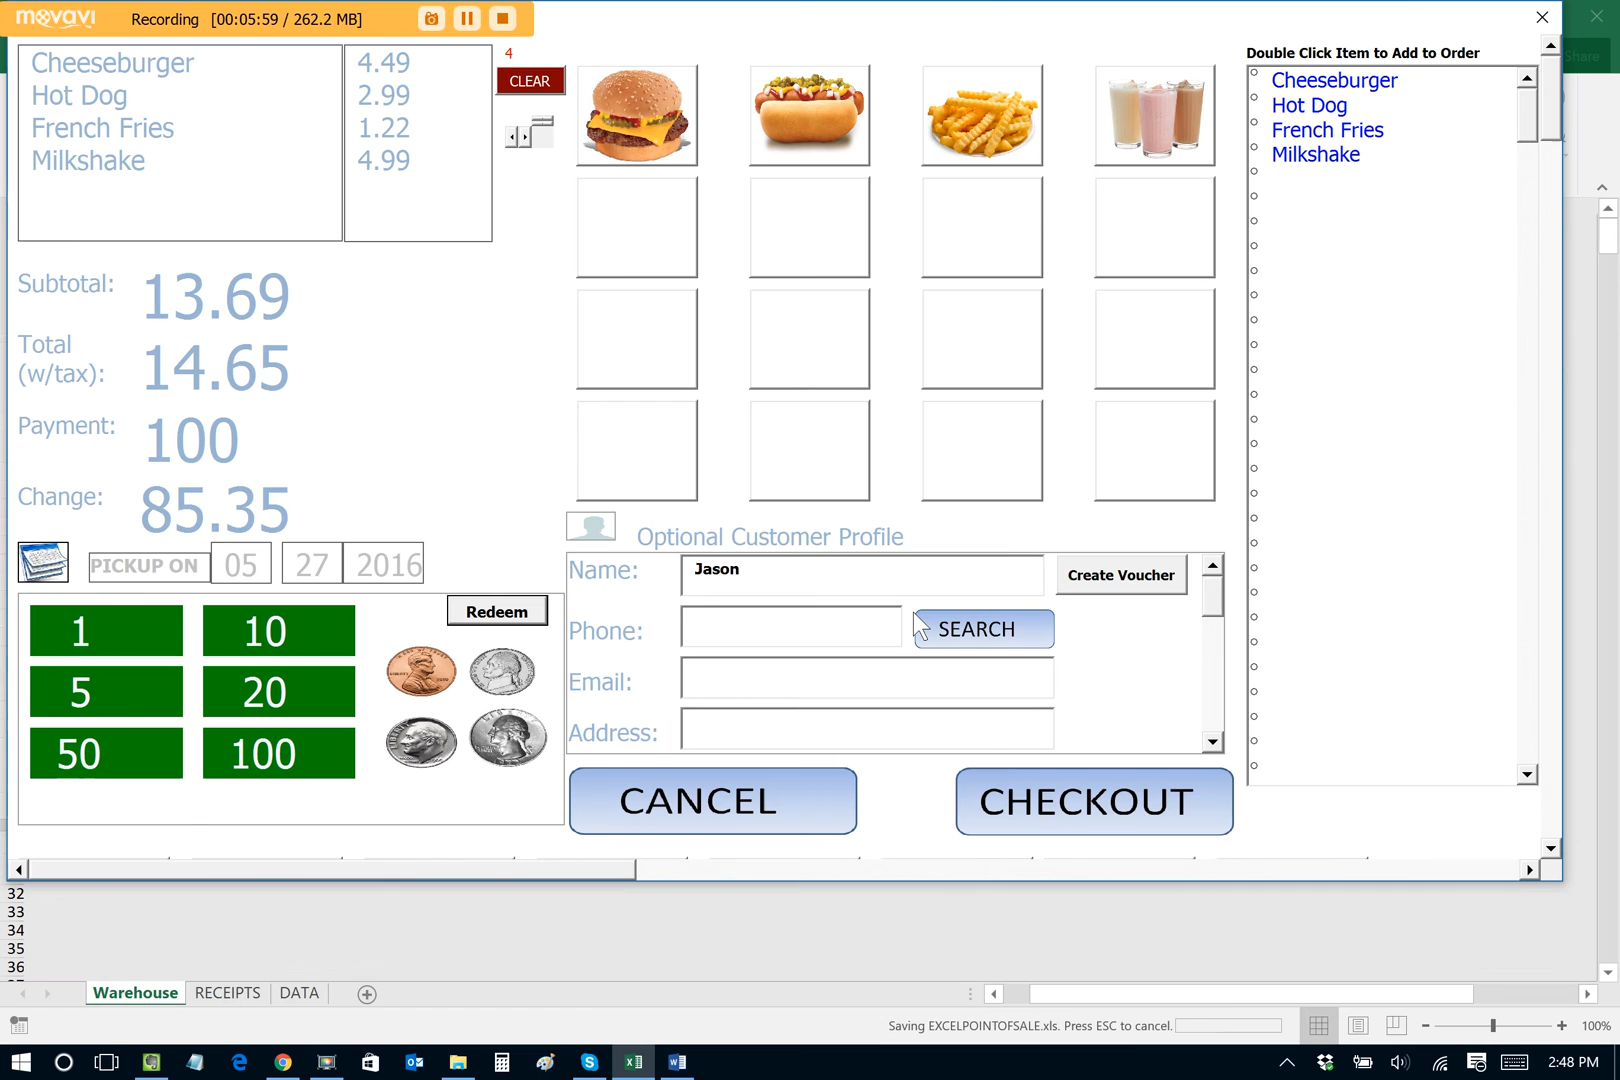 movavi
Recording [00:05:59 / 262.2 MB]
Share
Cheeseburger 4.49
Hot Dog 2.99
French Fries 1.22
Milkshake 4.99
4
CLEAR
Double Click Item to Add to Order
Cheeseburger
Hot Dog
French Fries
Milkshake
Subtotal: 13.69
Total
(w/tax): 14.65
Payment: 100
Change: 85.35
PICKUP ON 05 27 2016
Optional Customer Profile
Name: Jason
Create Voucher
Phone:
SEARCH
Email:
Address:
Redeem
1 10
5 20
50 100
CANCEL
CHECKOUT
32
33
34
35
36
Warehouse RECEIPTS DATA
Saving EXCELPOINTOFSALE.xls. Press ESC to cancel.
100%
2:48 PM